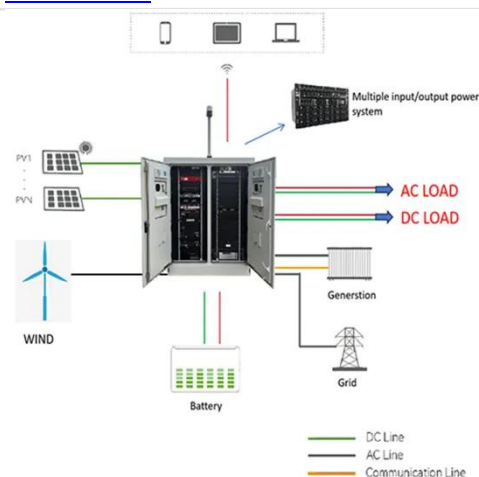 Multiple input/output power
system
PV1
PVN
AC LOAD
DC LOAD
Generstion
WIND
Grid
Battery
DC Line
AC Line
Communication Line